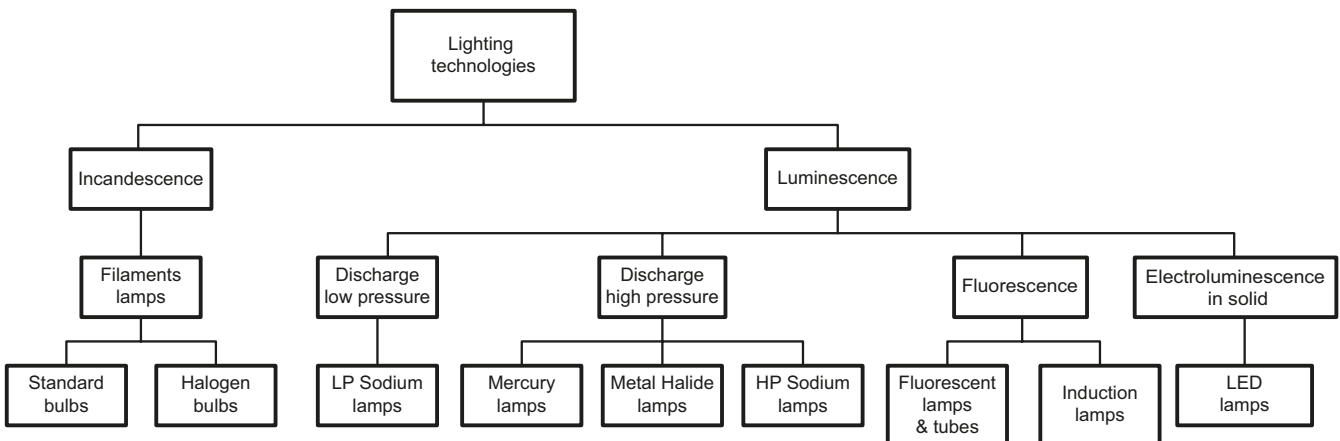 Lighting
technologies
Incandescence
Luminescence
Filaments
lamps
Discharge
low pressure
Discharge
high pressure
Fluorescence
Electroluminescence
in solid
Standard
bulbs
Halogen
bulbs
LP Sodium
lamps
Mercury
lamps
Metal Halide
lamps
HP Sodium
lamps
Fluorescent
lamps
& tubes
Induction
lamps
LED
lamps